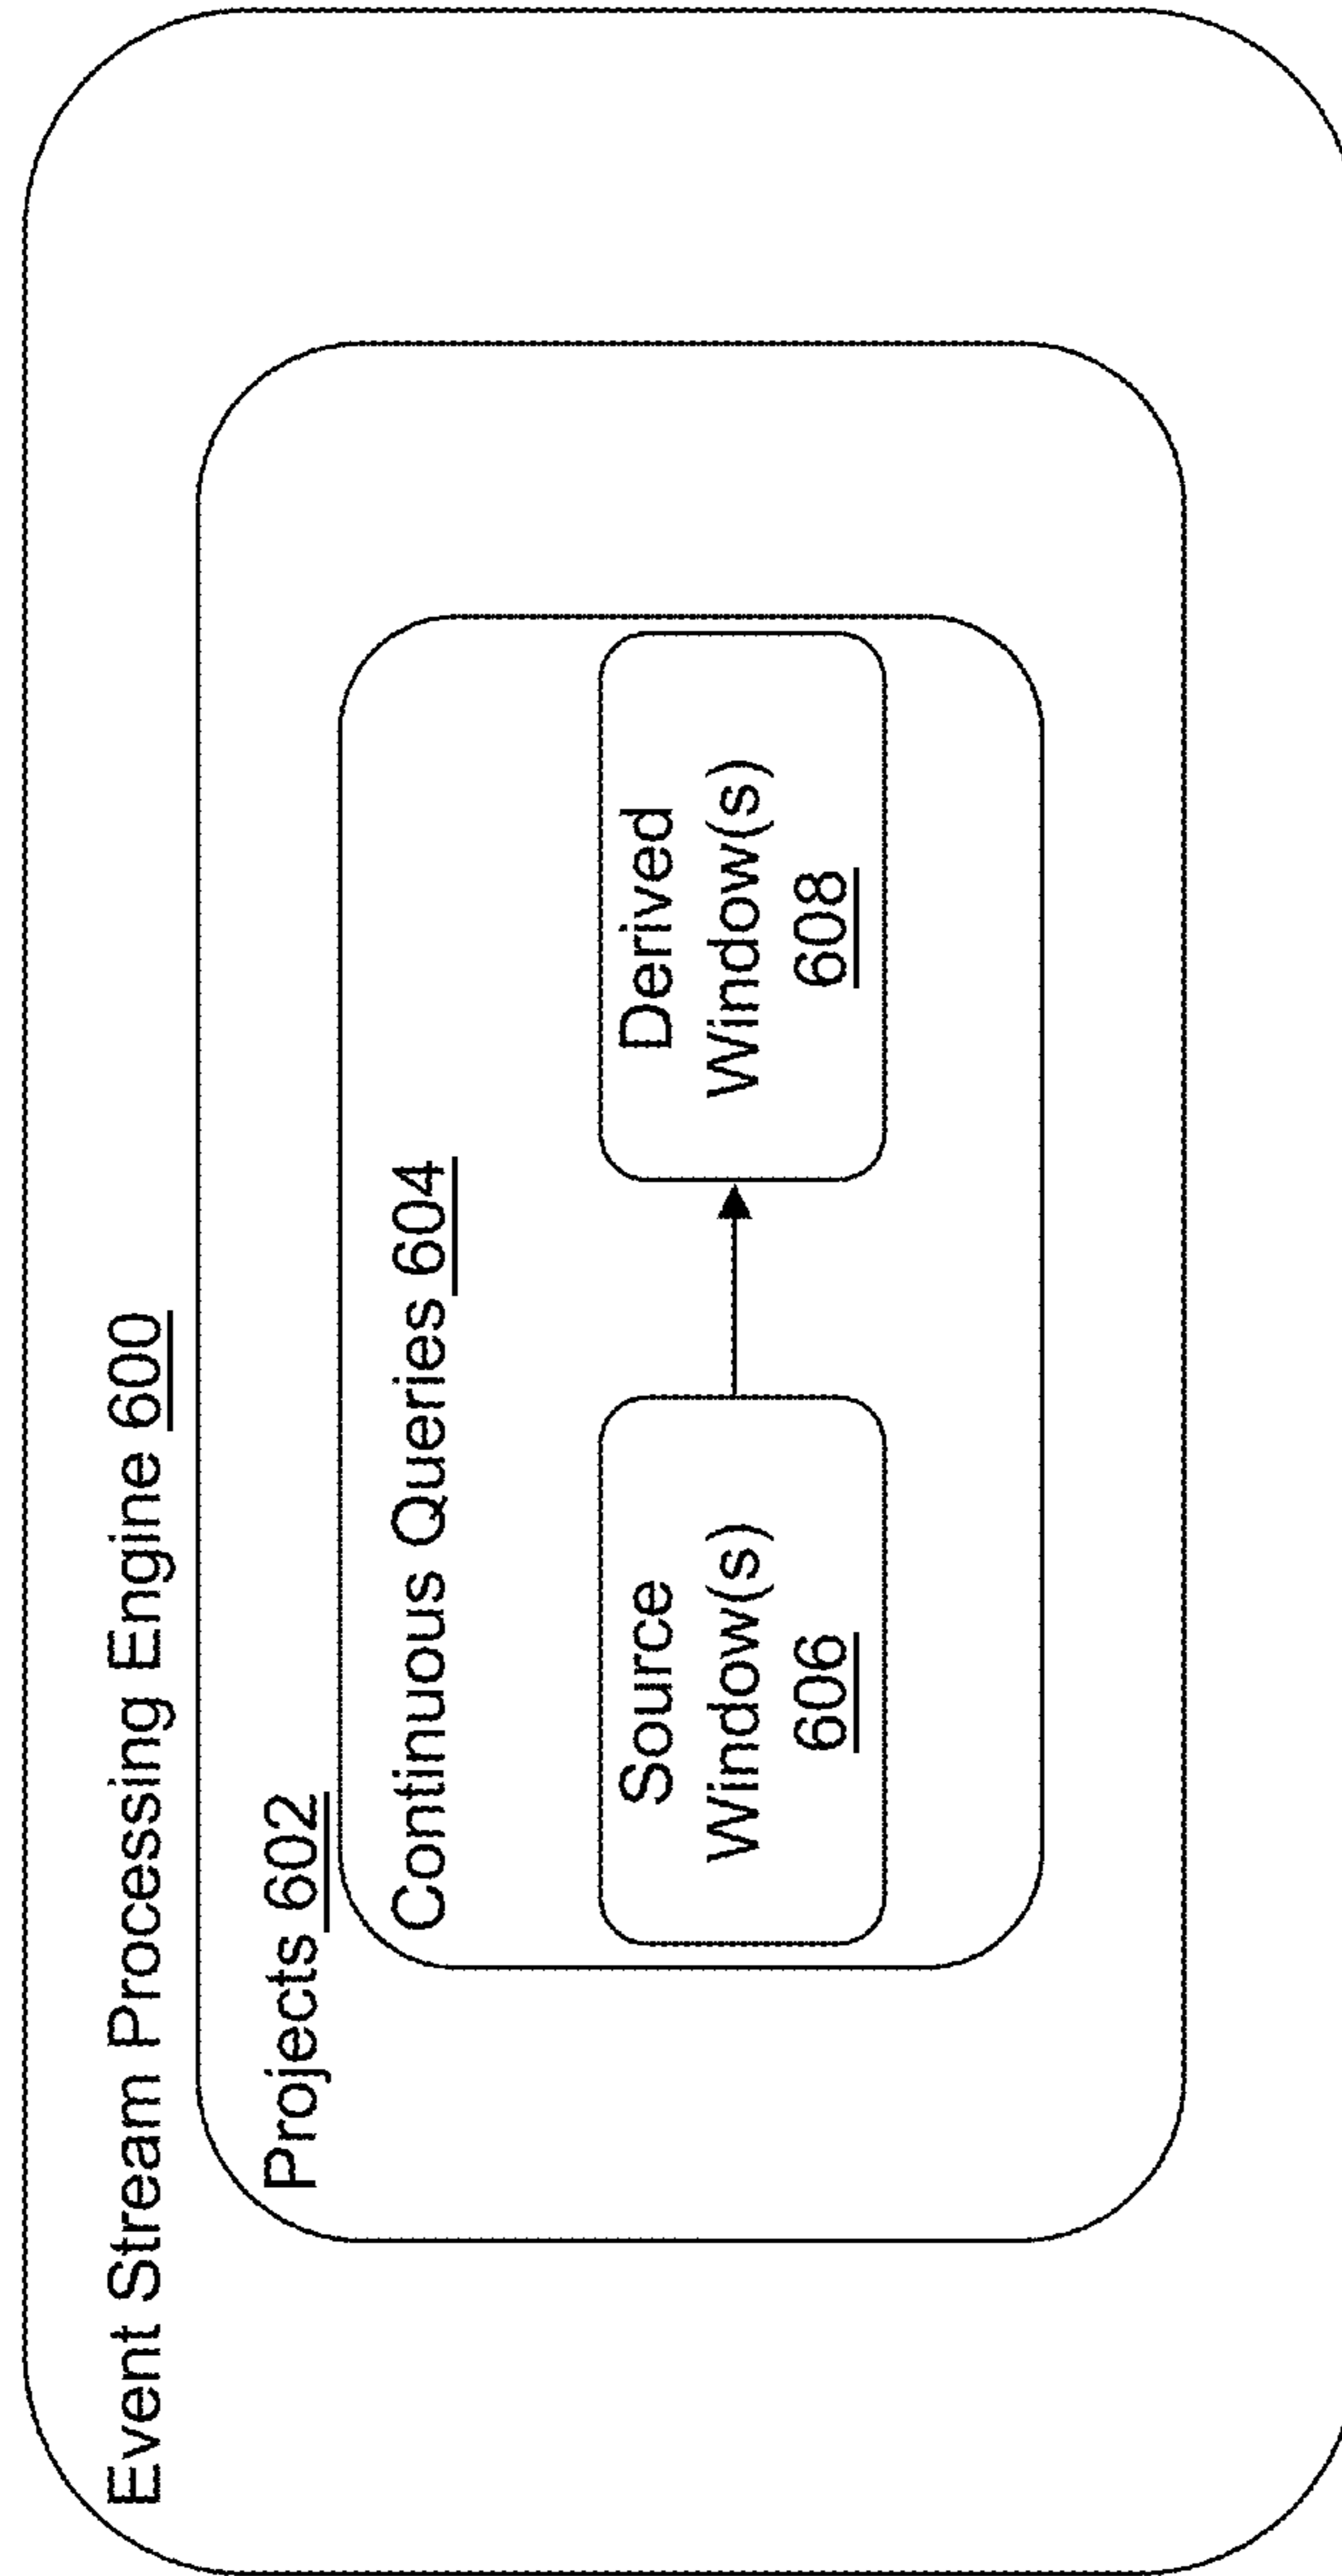 Event Stream Processing Engine 600
Projects 602
Continuous Queries 604
Source
Window(s)
606
Derived
Window(s)
608